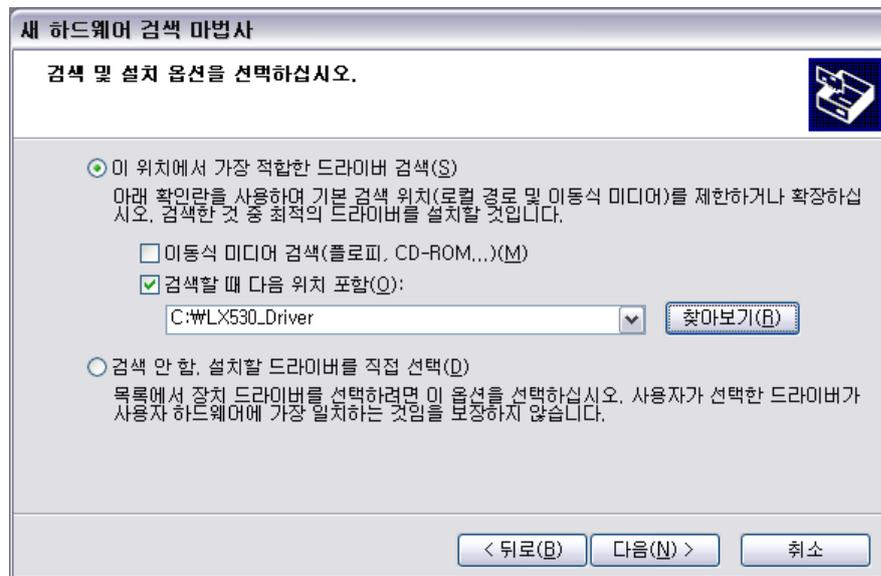 새 하드웨어 검색 마법사
검색 및 설치 옵션을 선택하십시오.
이 위치에서 가장 적합한 드라이버 검색(S)
아래 확인란을 사용하여 기본 검색 위치(로컬 경로 및 이동식 미디어)를 제한하거나 확장하십
시오. 검색한 것 중 최적의 드라이버를 설치할 것입니다.
이동식 미디어 검색(플로피, CD-ROM...)(M)
검색할 때 다음 위치 포함(O):
C:₩LX530_Driver
찾아보기(R)
검색 안 함. 설치할 드라이버를 직접 선택(D)
목록에서 장치 드라이버를 선택하려면 이 옵션을 선택하십시오. 사용자가 선택한 드라이버가
사용자 하드웨어에 가장 일치하는 것임을 보장하지 않습니다.
< 뒤로(B) 다음(N) > 취소